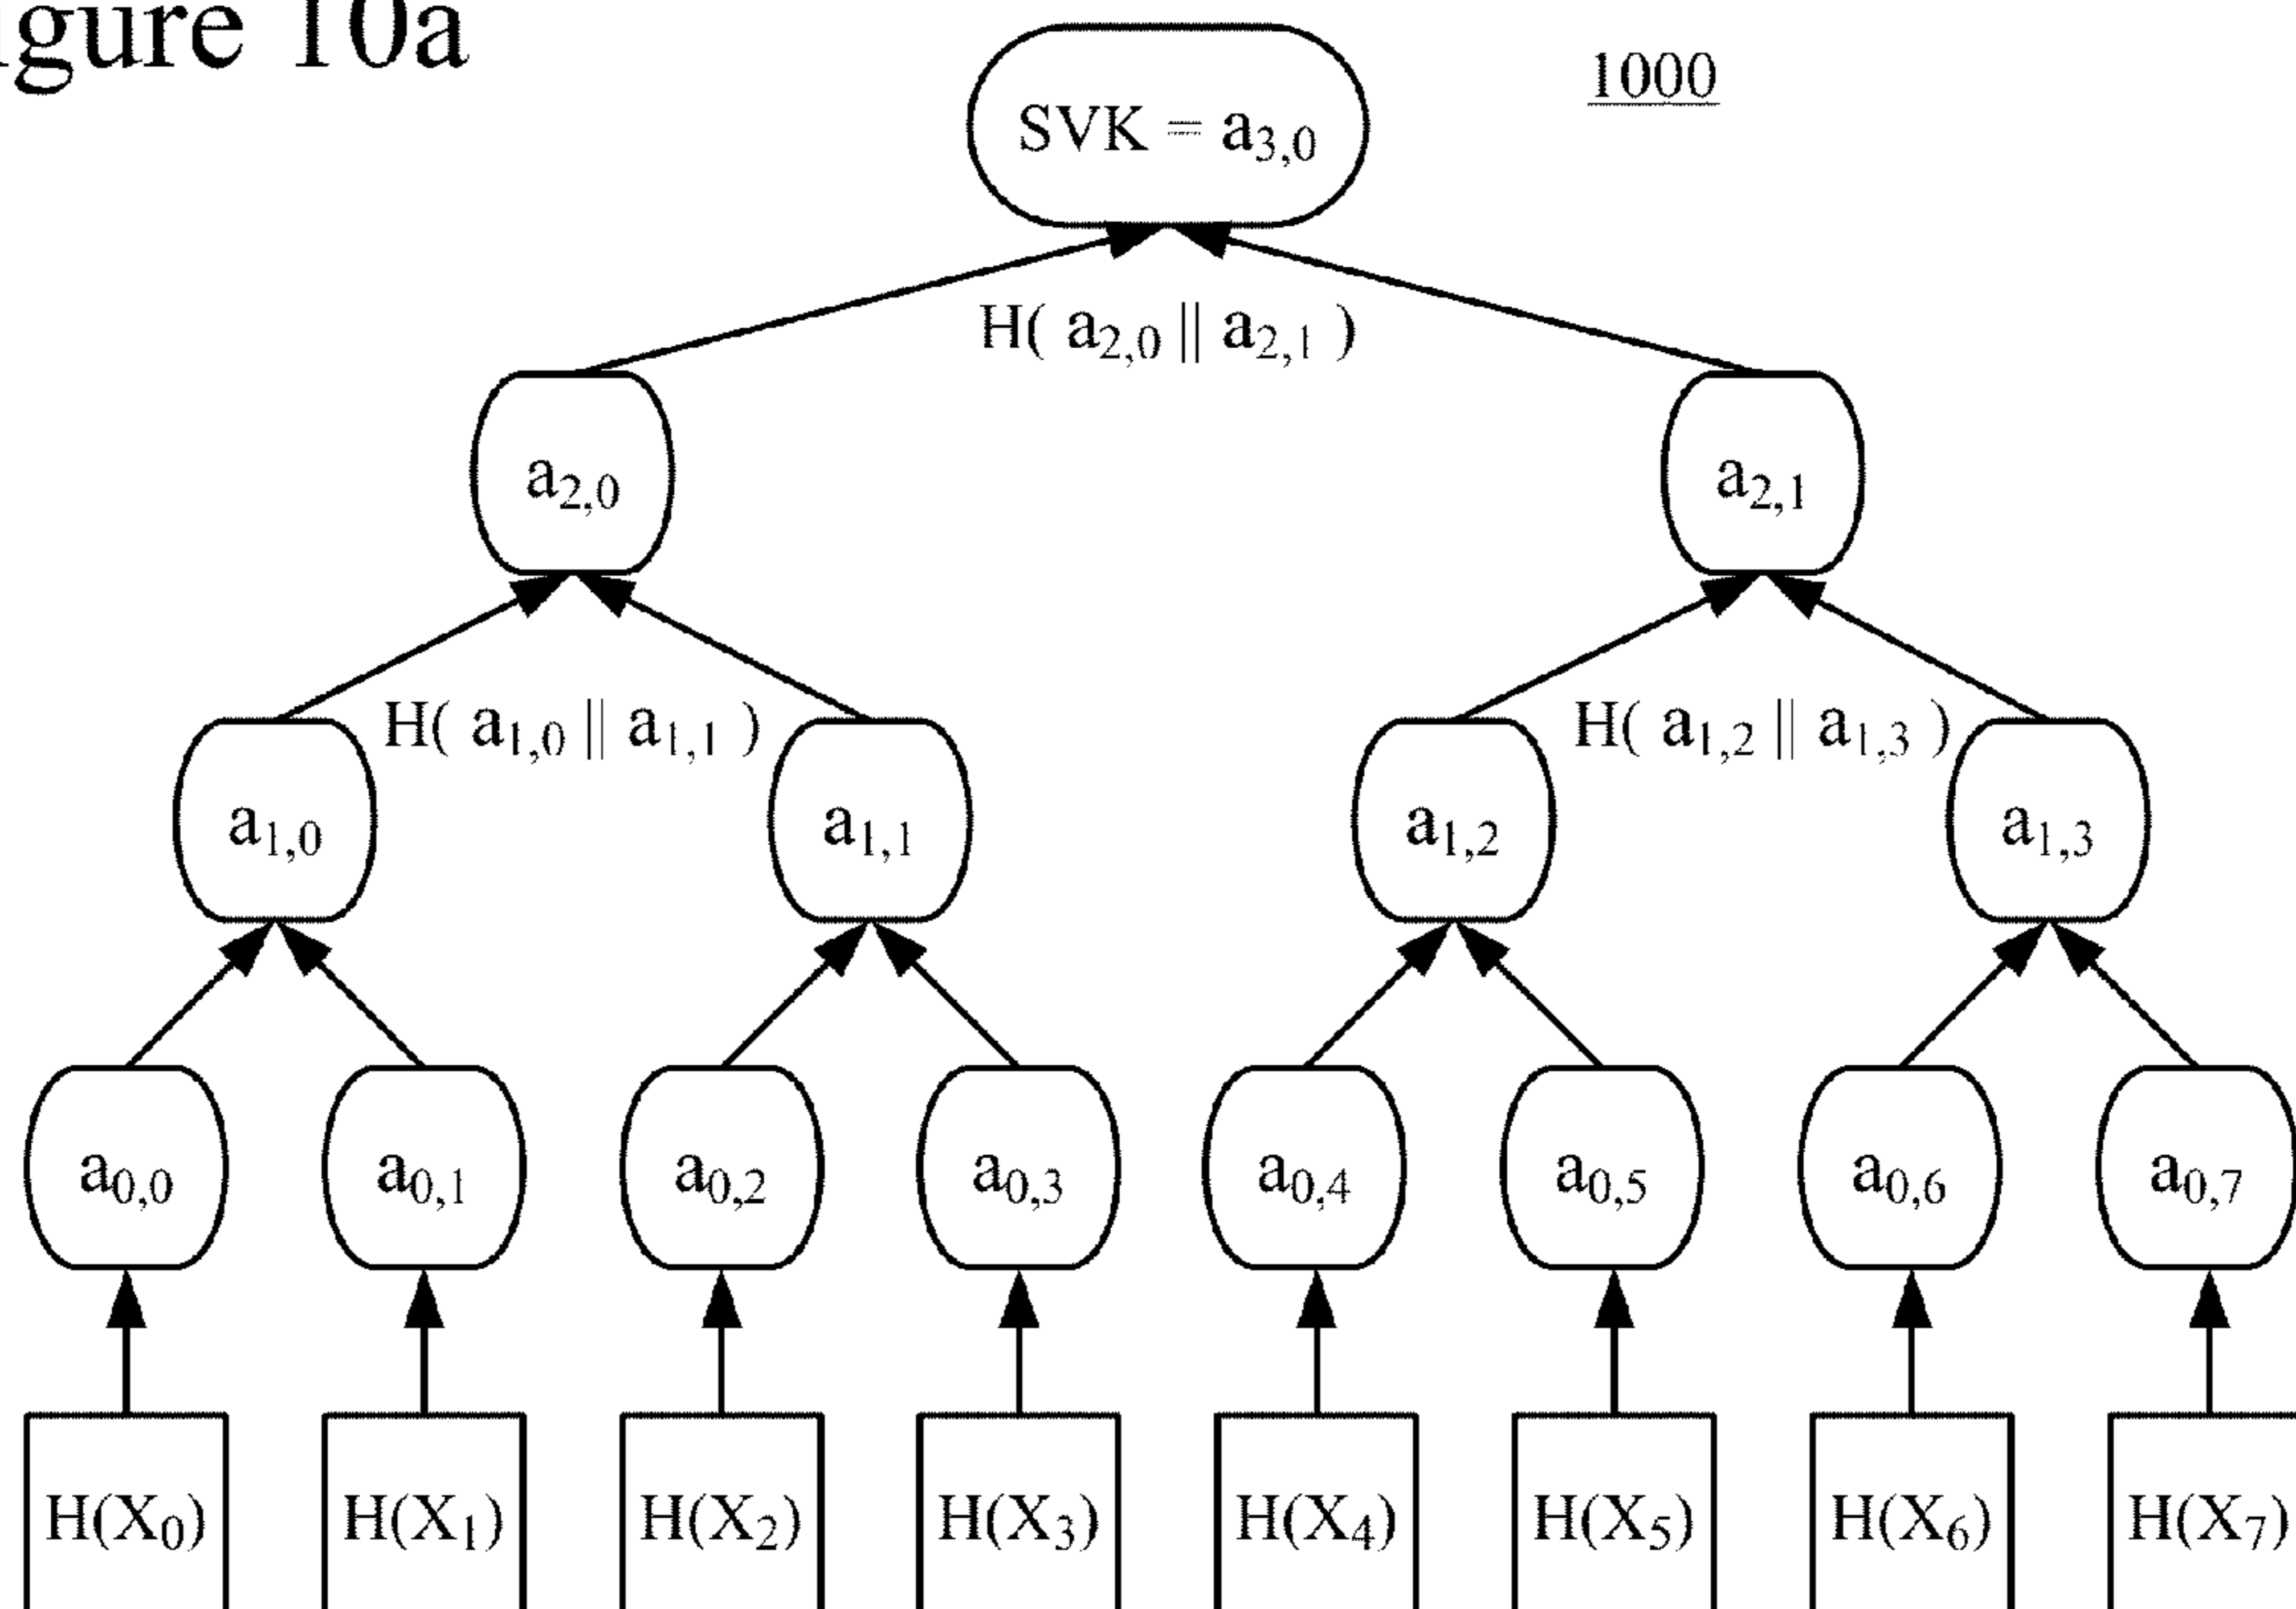 igure 10a
1000
SVK = a3,0
H( a2,0 || a2,1 )
a2,0
a2,1
H( a1,0 || a1,1 )
H( a1,2 || a1,3 )
a1,0
a1,1
a1,2
a1,3
a0,0
a0,1
a0,2
a0,3
a0,4
a0,5
a0,6
a0,7
H(X0)
H(X1)
H(X2)
H(X3)
H(X4)
H(X5)
H(X6)
H(X7)